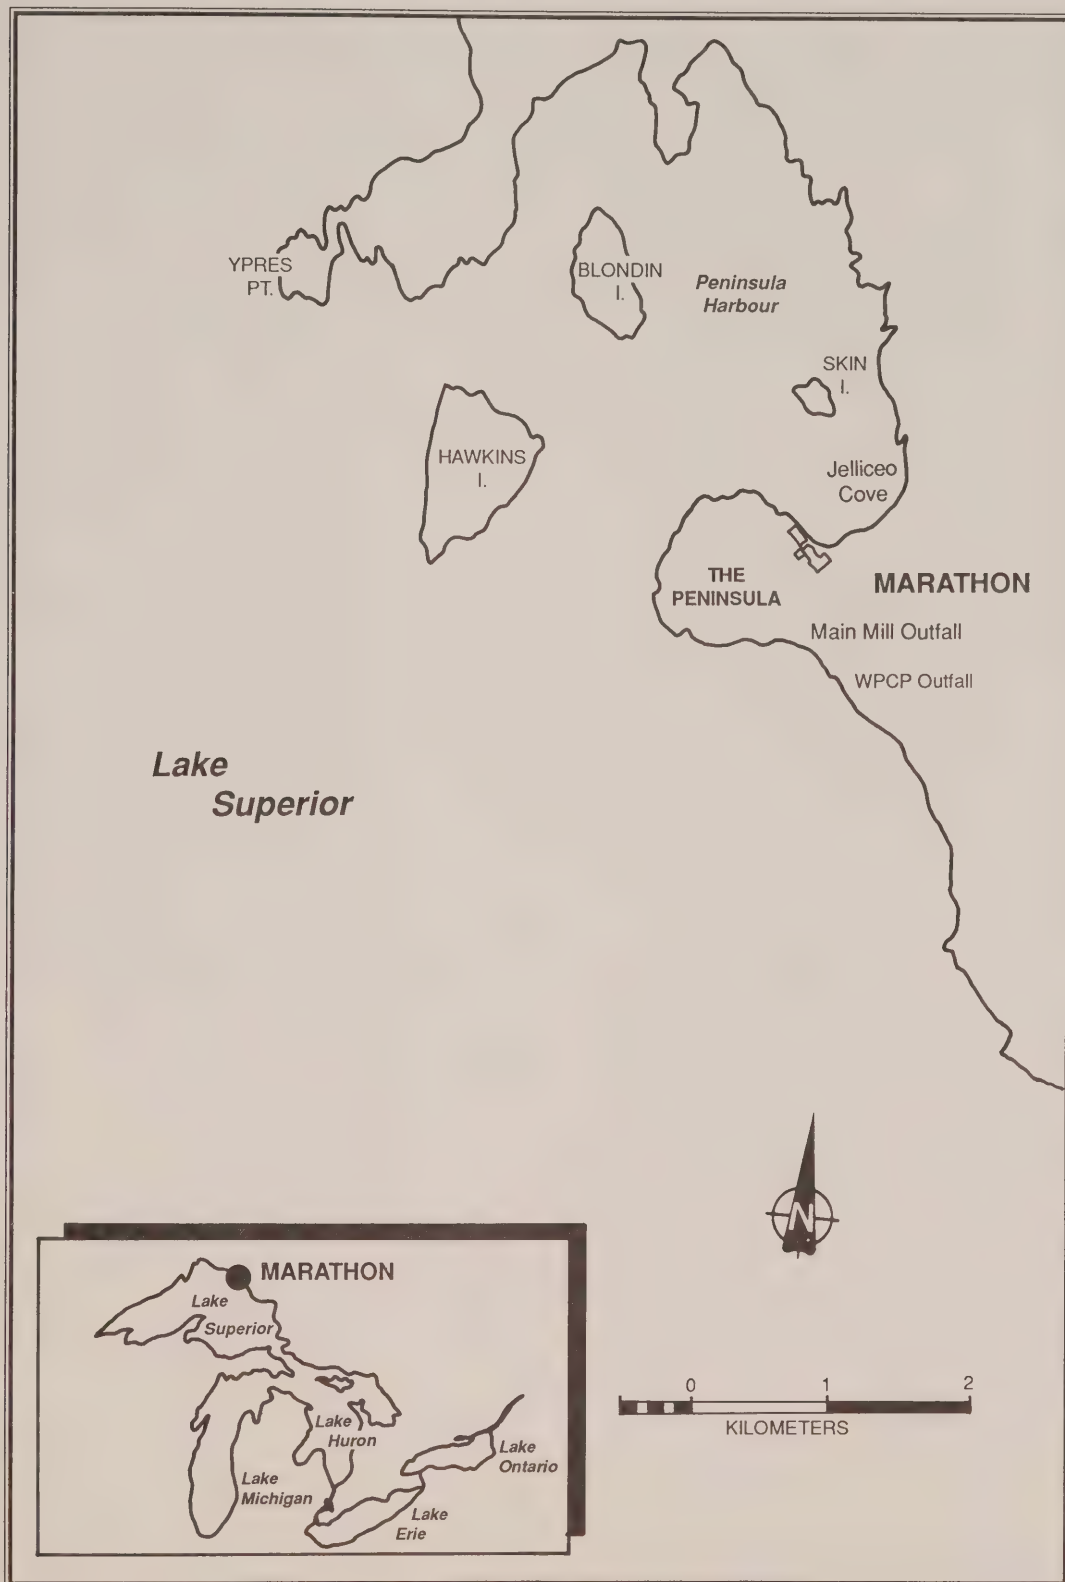 YPRES
PT.
BLONDIN
I.
Peninsula
Harbour
SKIN
I.
HAWKINS
I.
Jelliceo
Cove
THE
PENINSULA
MARATHON
Main Mill Outfall
WPCP Outfall
Lake
Superior
N
MARATHON
Lake
Superior
Lake
Huron
Lake
Michigan
Lake
Ontario
Lake
Erie
0 1 2
KILOMETERS